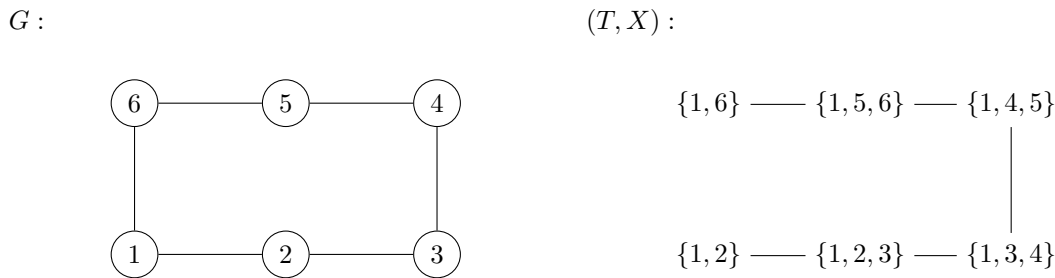 G : (T, X) :
6 5 4 {1, 6} {1, 5, 6} {1, 4, 5}
1 2 3 {1, 2} {1, 2, 3} {1, 3, 4}